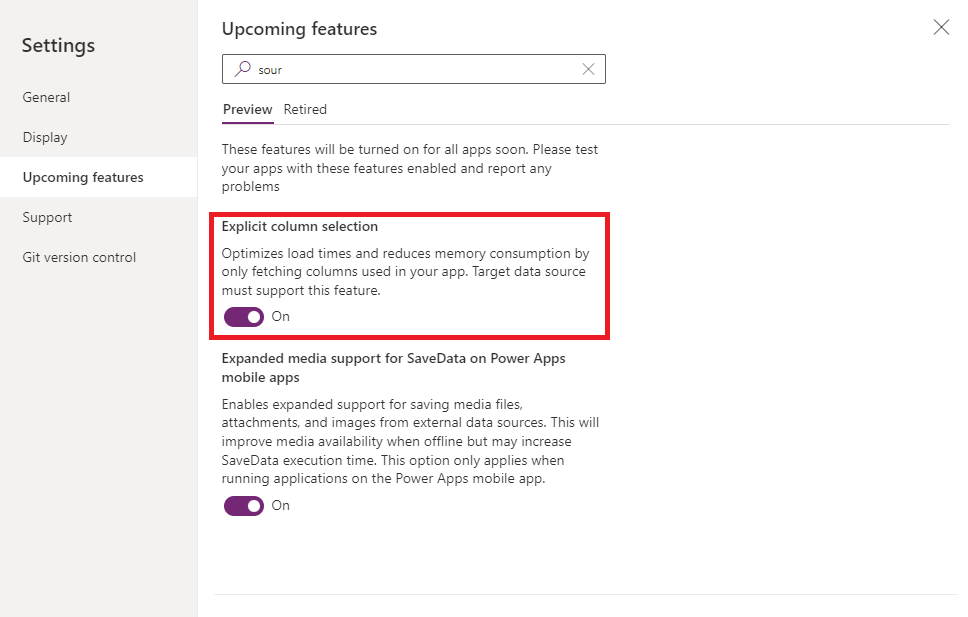 Settings
General
Display
Upcoming features
Support
Git version control
Upcoming features
sour
Preview Retired
These features will be turned on for all apps soon. Please test
your apps with these features enabled and report any
problems
Explicit column selection
Optimizes load times and reduces memory consumption by
only fetching columns used in your app. Target data source
must support this feature.
On
Expanded media support for SaveData on Power Apps
mobile apps
Enables expanded support for saving media files,
attachments, and images from external data sources. This will
improve media availability when offline but may increase
SaveData execution time. This option only applies when
running applications on the Power Apps mobile app.
On